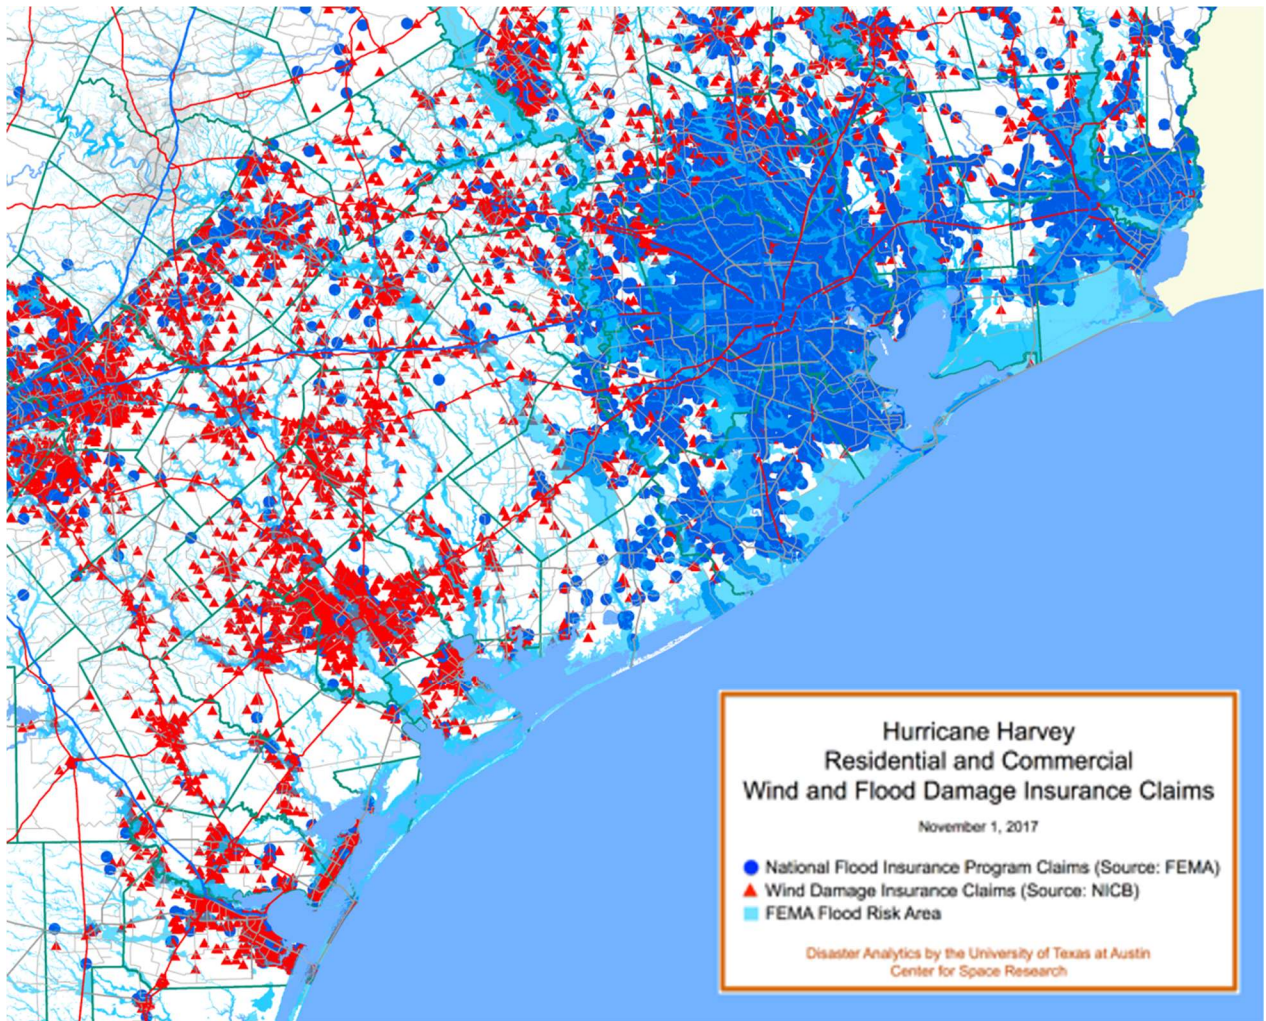 Hurricane Harvey
Residential and Commercial
Wind and Flood Damage Insurance Claims
November 1, 2017
National Flood Insurance Program Claims (Source: FEMA)
Wind Damage Insurance Claims (Source: NICB)
FEMA Flood Risk Area
Disaster Analytics by the University of Texas at Austin
Center for Space Research